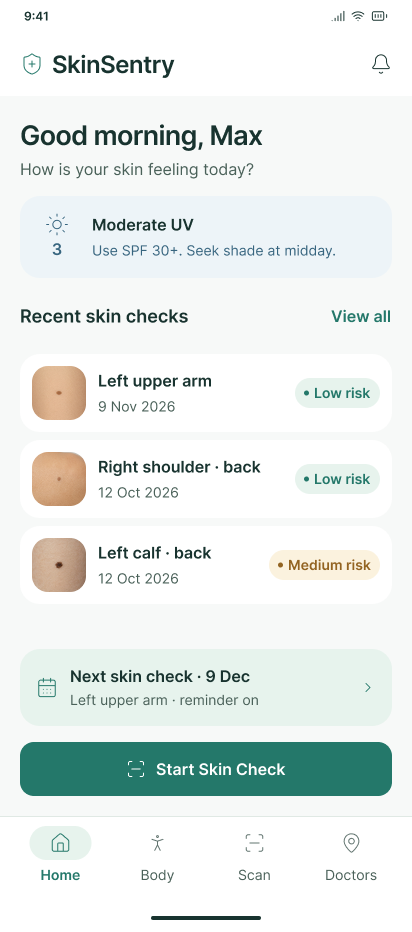 9:41
SkinSentry
Good morning, Max
How is your skin feeling today?
Moderate UV
3
Use SPF 30+. Seek shade at midday.
Recent skin checks
View all
Left upper arm
9 Nov 2026
• Low risk
Right shoulder · back
12 Oct 2026
• Low risk
Left calf · back
12 Oct 2026
• Medium risk
Next skin check · 9 Dec
Left upper arm · reminder on
Start Skin Check
Home
Body
Scan
Doctors